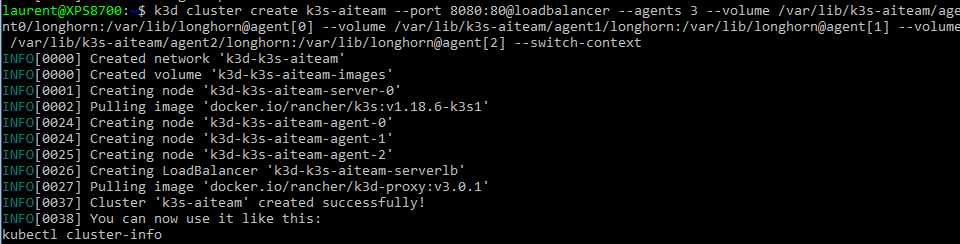 laurent@XPS8700:~$ k3d cluster create k3s-aiteam --port 8080:80@loadbalancer --agents 3 --volume /var/lib/k3s-aiteam/age
nt0/longhorn:/var/lib/longhorn@agent[0] --volume /var/lib/k3s-aiteam/agent1/longhorn:/var/lib/longhorn@agent[1] --volume
 /var/lib/k3s-aiteam/agent2/longhorn:/var/lib/longhorn@agent[2] --switch-context
INFO[0000] Created network 'k3d-k3s-aiteam'
INFO[0000] Created volume 'k3d-k3s-aiteam-images'
INFO[0001] Creating node 'k3d-k3s-aiteam-server-0'
INFO[0002] Pulling image 'docker.io/rancher/k3s:v1.18.6-k3s1'
INFO[0024] Creating node 'k3d-k3s-aiteam-agent-0'
INFO[0024] Creating node 'k3d-k3s-aiteam-agent-1'
INFO[0025] Creating node 'k3d-k3s-aiteam-agent-2'
INFO[0026] Creating LoadBalancer 'k3d-k3s-aiteam-serverlb'
INFO[0027] Pulling image 'docker.io/rancher/k3d-proxy:v3.0.1'
INFO[0037] Cluster 'k3s-aiteam' created successfully!
INFO[0038] You can now use it like this:
kubectl cluster-info